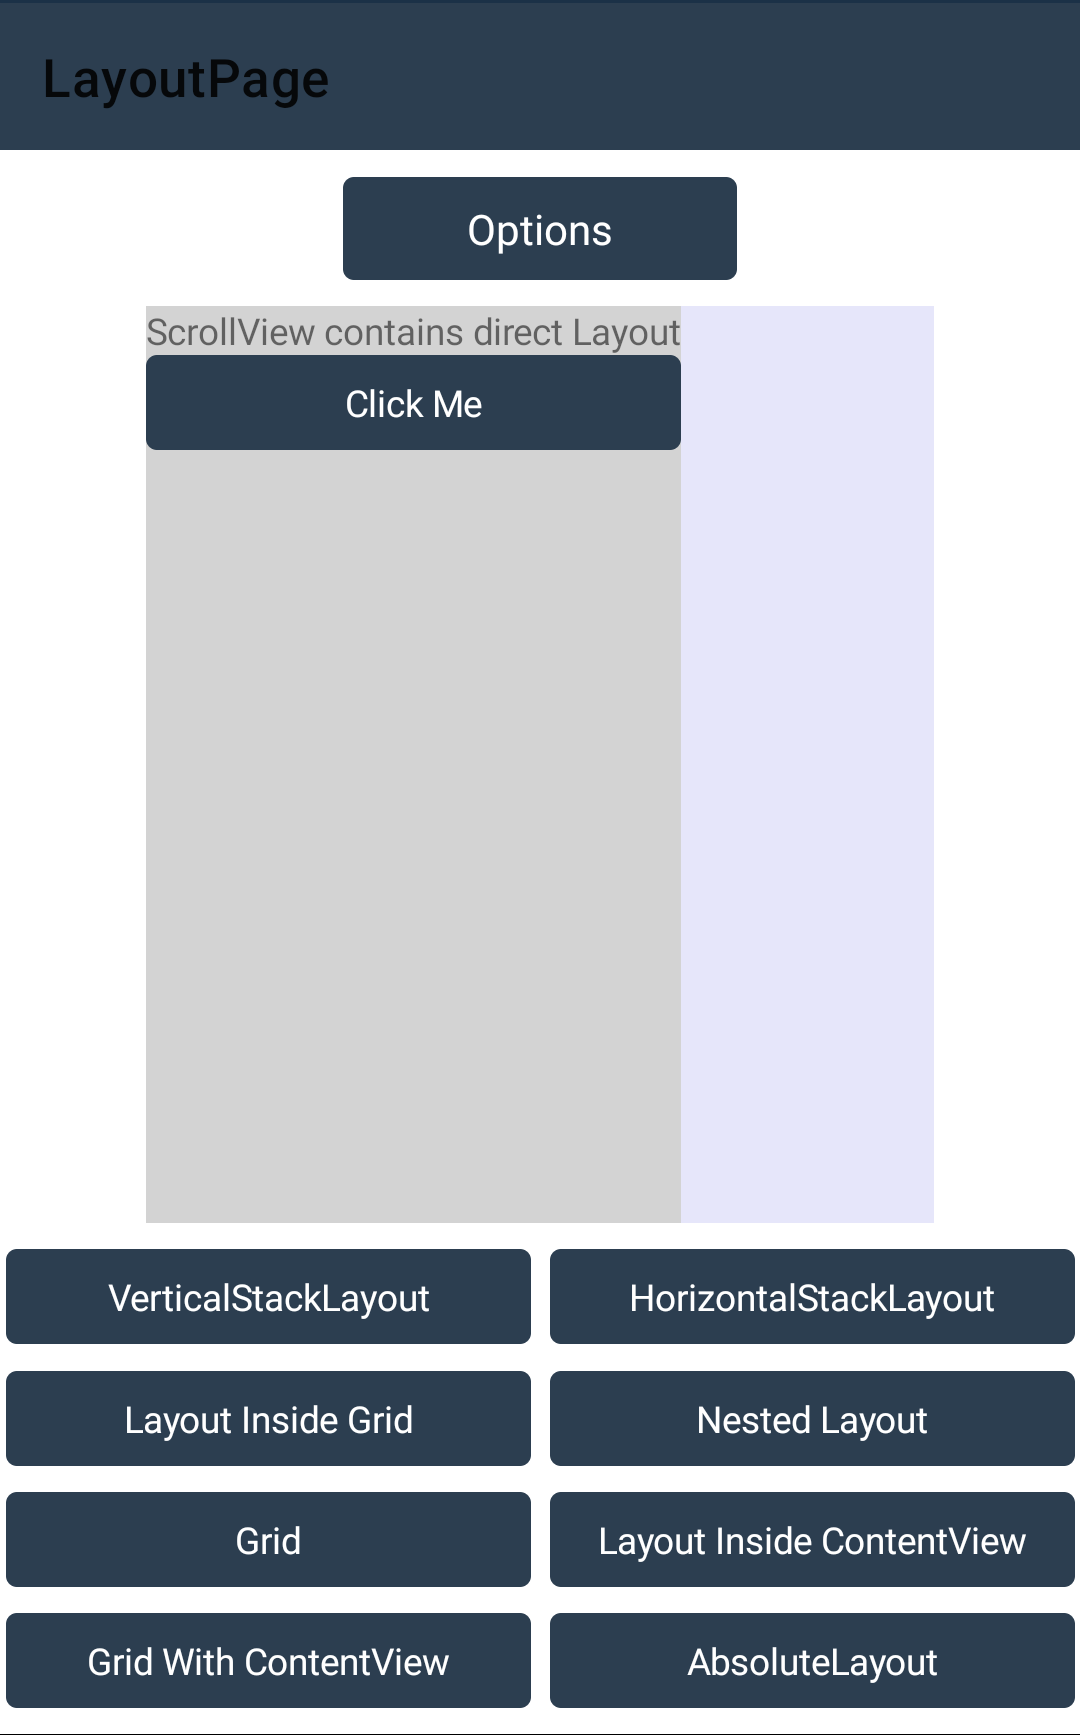 LayoutPage
Options
ScrollView contains direct Layout
Click Me
VerticalStackLayout
HorizontalStackLayout
Layout Inside Grid
Nested Layout
Grid
Layout Inside ContentView
Grid With ContentView
AbsoluteLayout